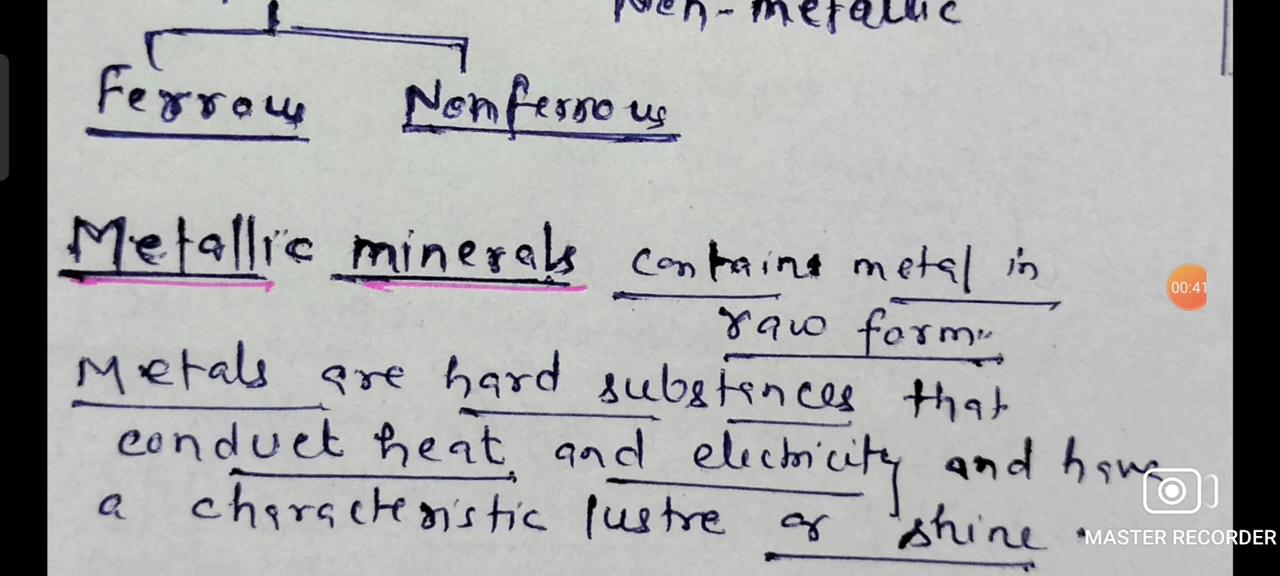 Non-metallic
Ferrous Nonferrous
Metallic minerals contains metal in
raw form.
00:41
Metals are hard substances that
conduct heat and electricity and have
a characteristic lustre or shine.
MASTER RECORDER